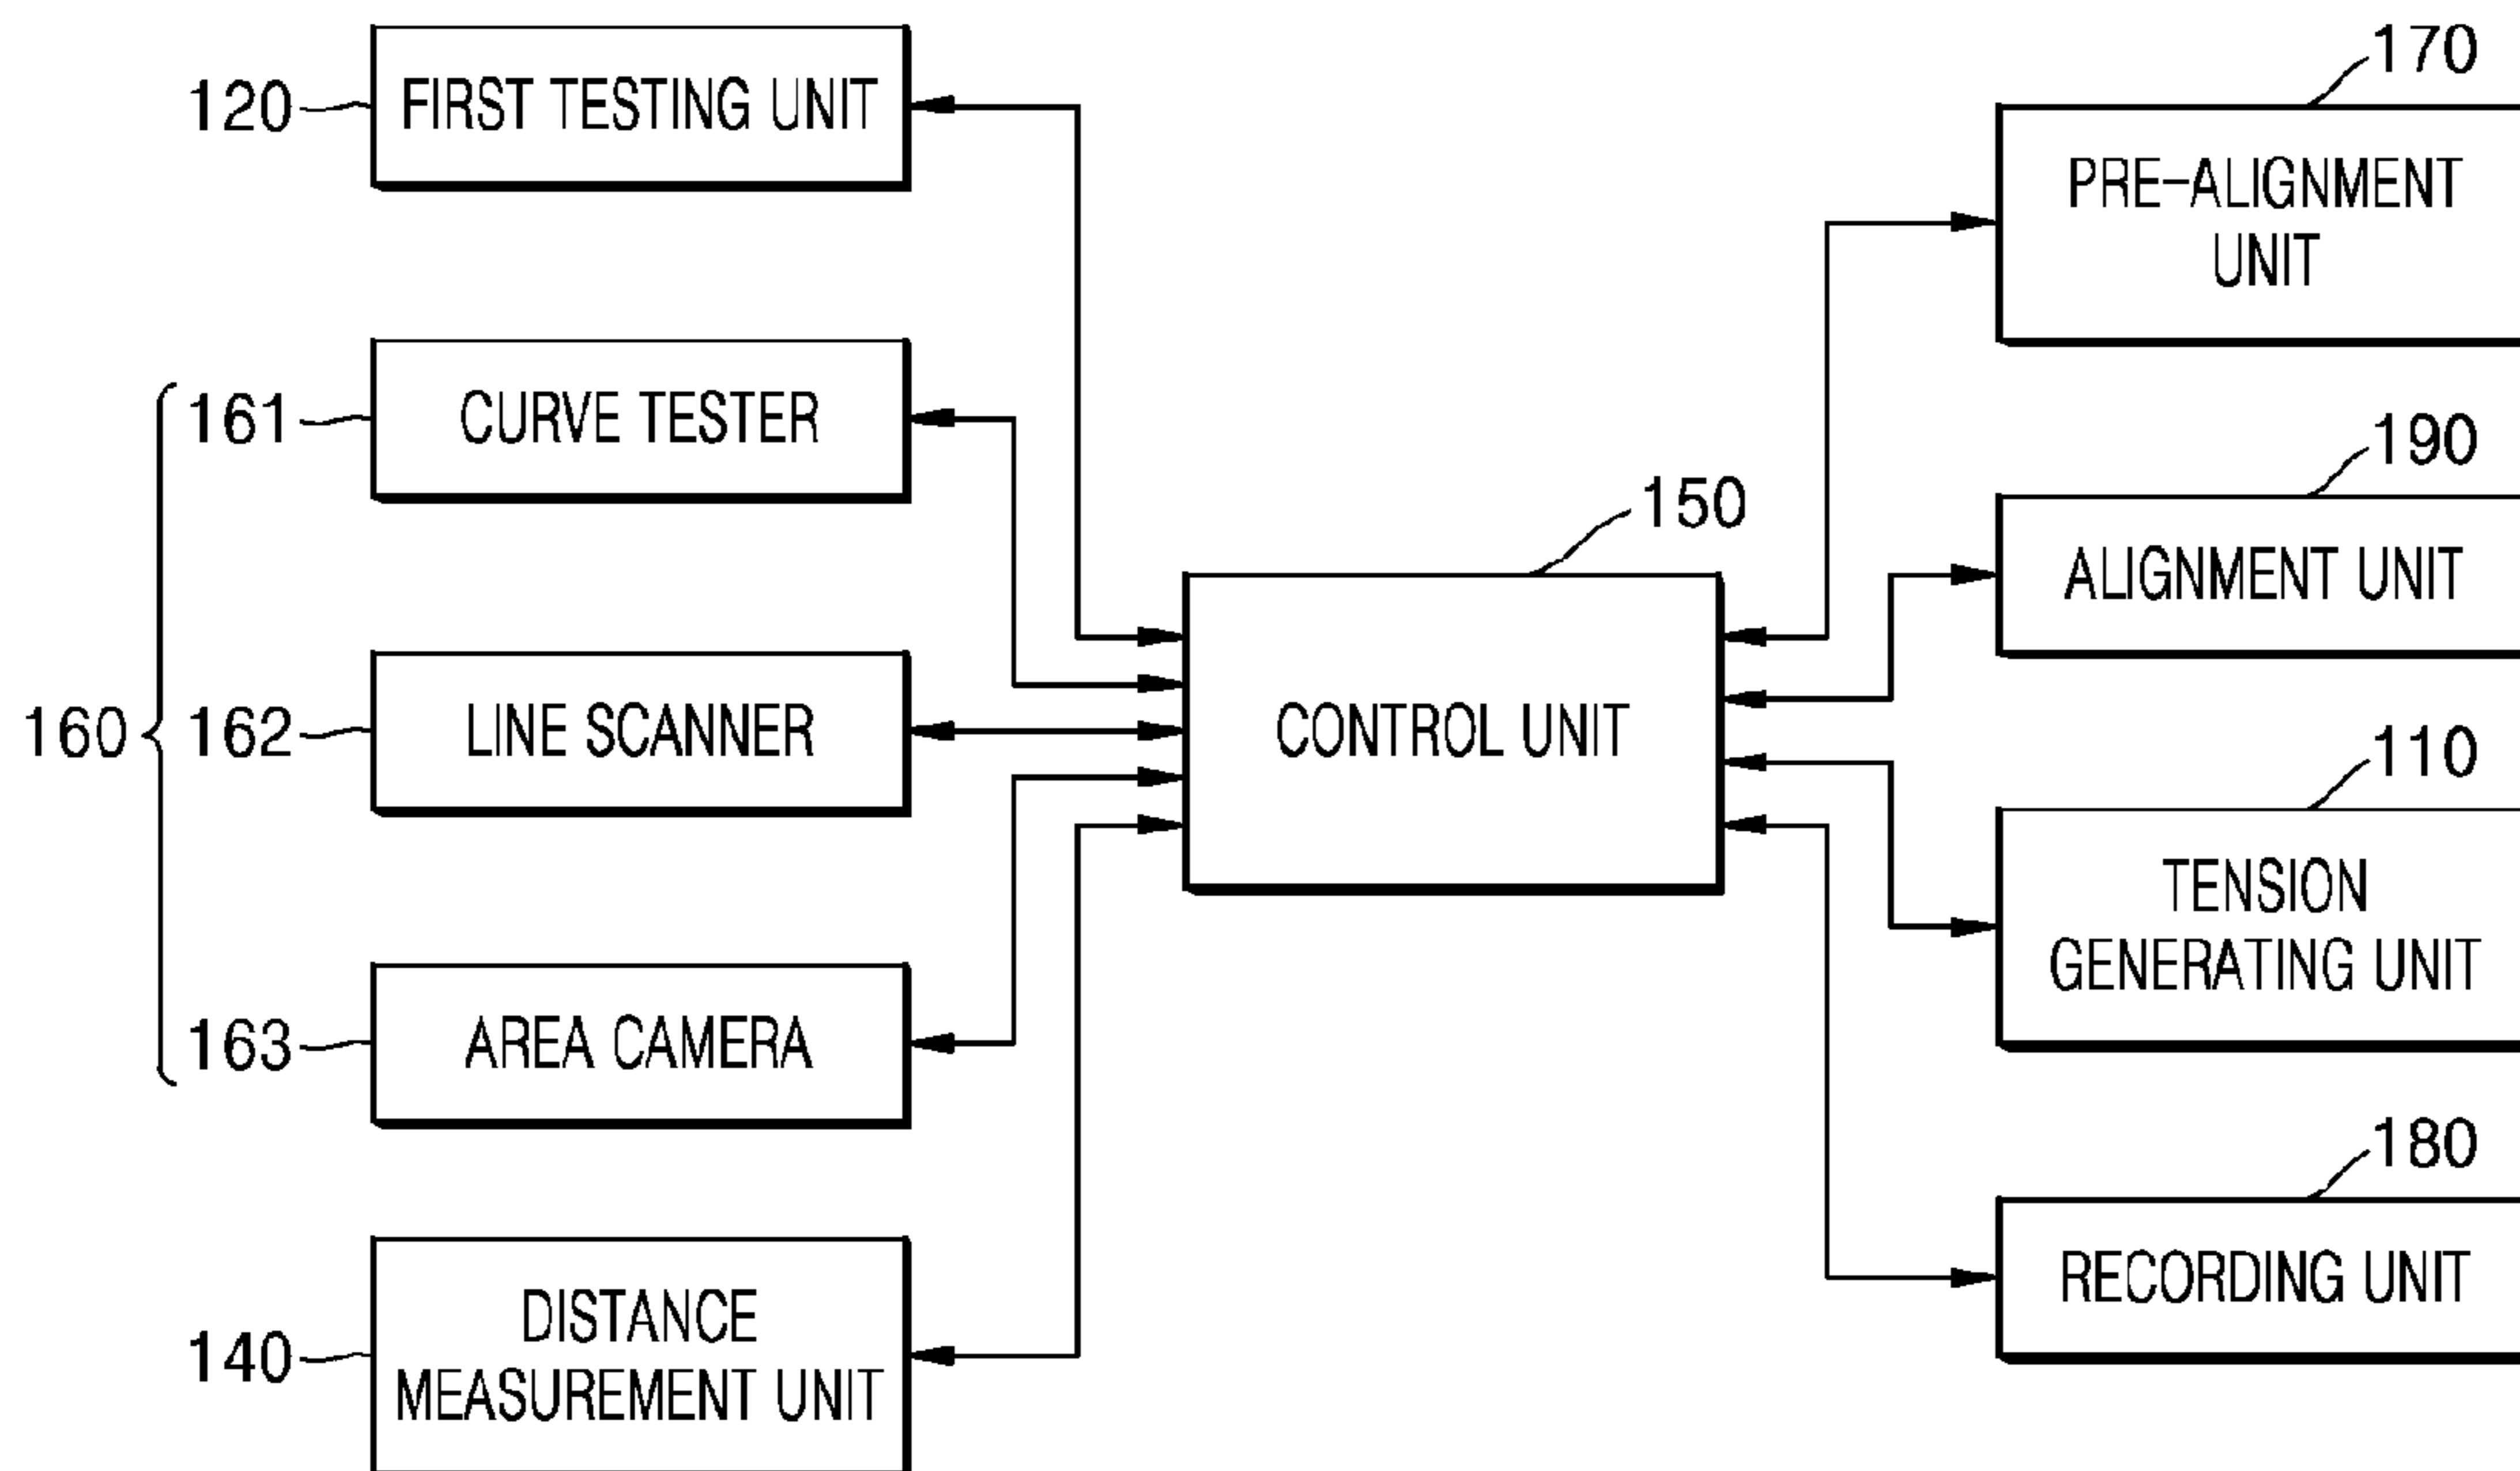 120
FIRST TESTING UNIT
161
CURVE TESTER
160
162
LINE SCANNER
163
AREA CAMERA
140
DISTANCE
MEASUREMENT UNIT
150
CONTROL UNIT
170
PRE-ALIGNMENT
UNIT
190
ALIGNMENT UNIT
110
TENSION
GENERATING UNIT
180
RECORDING UNIT